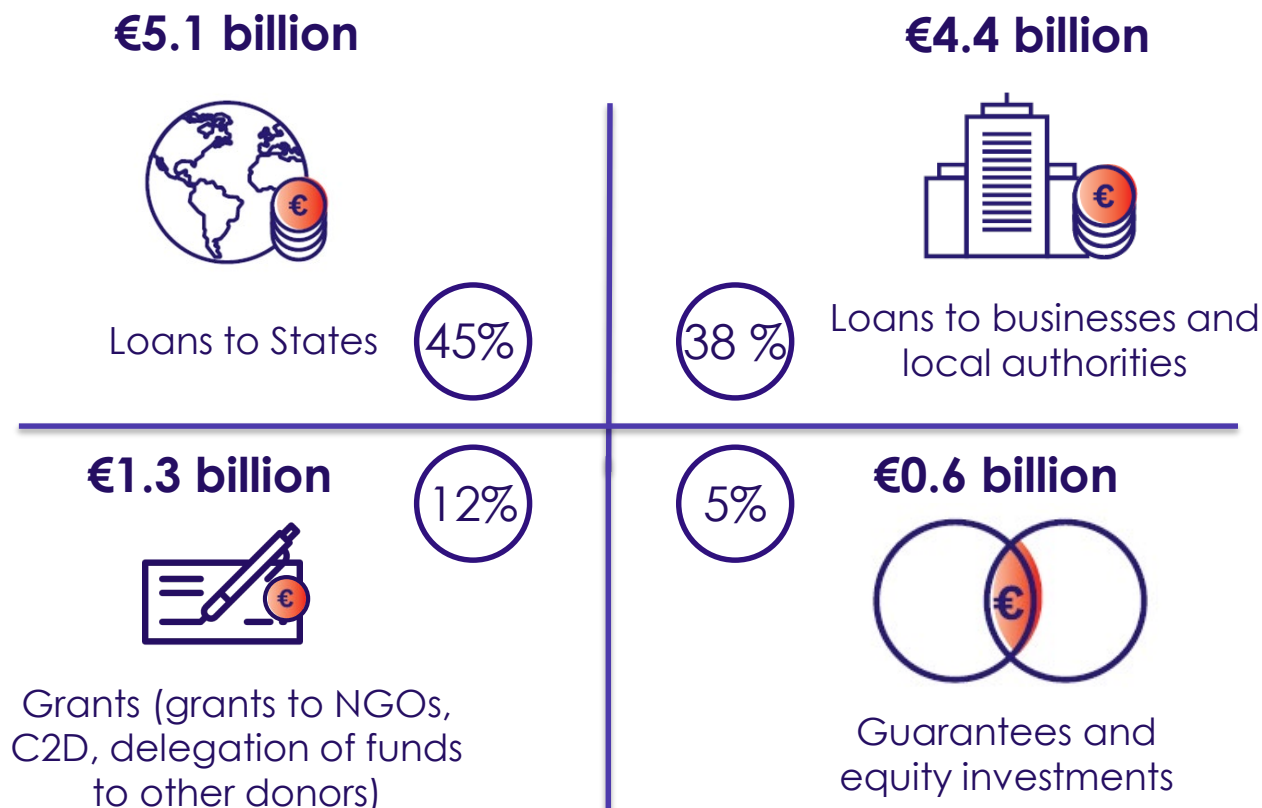 €5.1 billion
€4.4 billion
€
€
Loans to States
45%
38 %
Loans to businesses and
local authorities
€1.3 billion
12%
5%
€0.6 billion
€
€
Grants (grants to NGOs,
C2D, delegation of funds
to other donors)
Guarantees and
equity investments